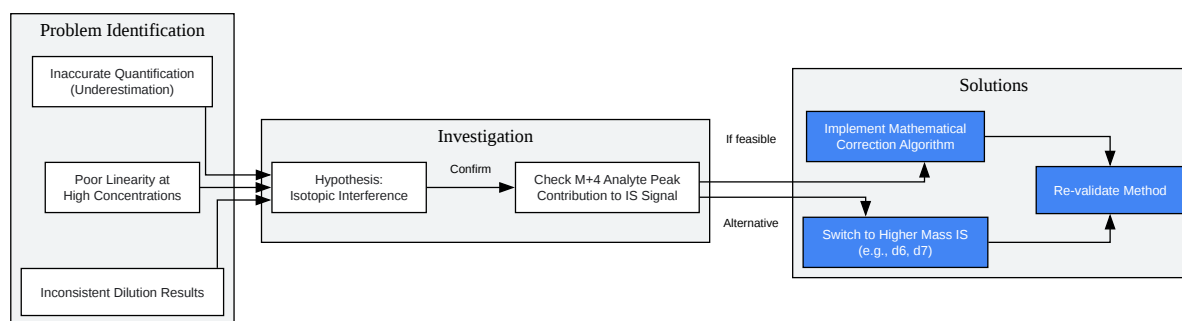 Problem Identification
Inaccurate Quantification
(Underestimation)
Poor Linearity at
High Concentrations
Inconsistent Dilution Results
Investigation
Hypothesis:
Isotopic Interference
Confirm
Check M+4 Analyte Peak
Contribution to IS Signal
If feasible
Alternative
Solutions
Implement Mathematical
Correction Algorithm
Switch to Higher Mass IS
(e.g., d6, d7)
Re-validate Method